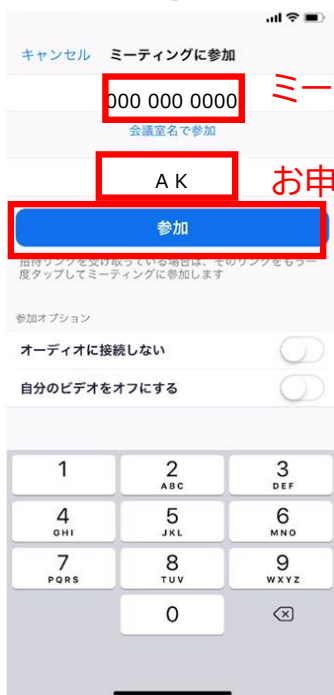 キャンセル ミーティングに参加
000 000 0000
ミー
会議室名で参加
A K
お申
参加
招待リンクを受け取っている場合は、そのリンクをもう一
度タップしてミーティングに参加します
参加オプション
オーディオに接続しない
自分のビデオをオフにする
1 2 3
ABC DEF
4 5 6
GHI JKL MNO
7 8 9
PQRS TUV WXYZ
0